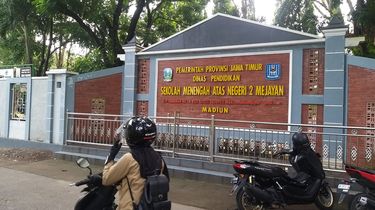 PEMERINTAH PROVINSI JAWA TIMUR
DINAS PENDIDIKAN
SEKOLAH MENENGAH ATAS NEGERI 2 MEJAYAN
MADIUN